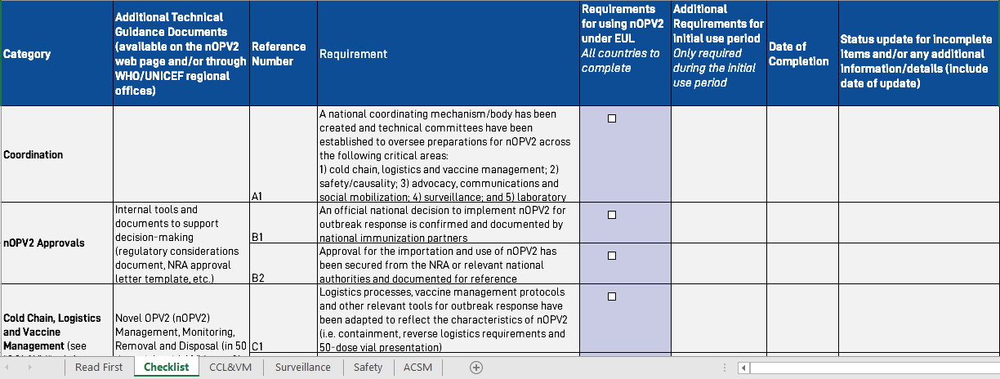 Category
Additional Technical
Guidance Documents
(available on the nOPV2
web page and/or through
WHO/UNICEF regional
offices)
Reference
Number
Requirement
Requirements
for using nOPV2
under EUL
All countries to
complete
Additional
Requirements for
initial use period
Only required
during the initial
use period
Date of
Completion
Status update for incomplete
items and/or any additional
information/details (include
date of update)
Coordination
A1
A national coordinating mechanism/body has been
created and technical committees have been
established to oversee preparations for nOPV2 across
the following critical areas:
1) cold chain, logistics and vaccine management; 2)
safety/causality; 3) advocacy, communications and
social mobilization; 4) surveillance; and 5) laboratory
nOPV2 Approvals
Internal tools and
documents to support
decision-making
(regulatory considerations
document, NRA approval
letter template, etc.)
B1
An official national decision to implement nOPV2 for
outbreak response is confirmed and documented by
national immunization partners
B2
Approval for the importation and use of nOPV2 has
been secured from the NRA or relevant national
authorities and documented for reference
Cold Chain, Logistics
and Vaccine
Management (see
Novel OPV2 (nOPV2)
Management, Monitoring,
Removal and Disposal (in 50
C1
Logistics processes, vaccine management protocols
and other relevant tools for outbreak response have
been adapted to reflect the characteristics of nOPV2
(i.e. containment, reverse logistics requirements and
50-dose vial presentation)
Read First
Checklist
CCL&VM
Surveillance
Safety
ACSM